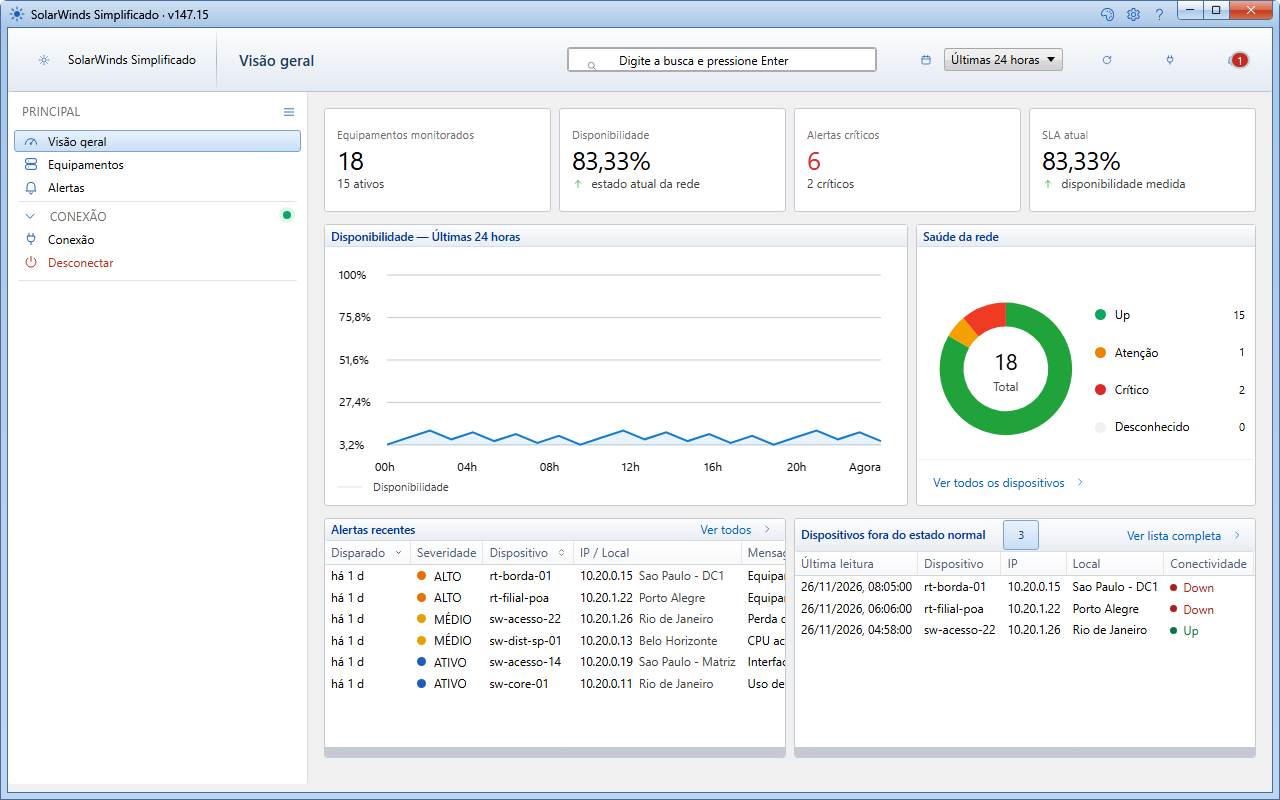 SolarWinds Simplificado · v147.15
SolarWinds Simplificado
Visão geral
Digite a busca e pressione Enter
Últimas 24 horas
1
PRINCIPAL
Visão geral
Equipamentos
Alertas
CONEXÃO
Conexão
Desconectar
Equipamentos monitorados
18
15 ativos
Disponibilidade
83,33%
↑ estado atual da rede
Alertas críticos
6
2 críticos
SLA atual
83,33%
↑ disponibilidade medida
Disponibilidade — Últimas 24 horas
100%
75,8%
51,6%
27,4%
3,2%
00h 04h 08h 12h 16h 20h Agora
Disponibilidade
Saúde da rede
18
Total
Up 15
Atenção 1
Crítico 2
Desconhecido 0
Ver todos os dispositivos
Alertas recentes Ver todos
Disparado Severidade Dispositivo IP / Local Mensag
há 1 d ALTO rt-borda-01 10.20.0.15 Sao Paulo - DC1 Equipar
há 1 d ALTO rt-filial-poa 10.20.1.22 Porto Alegre Equipar
há 1 d MÉDIO sw-acesso-22 10.20.1.26 Rio de Janeiro Perda d
há 1 d MÉDIO sw-dist-sp-01 10.20.0.13 Belo Horizonte CPU ac
há 1 d ATIVO sw-acesso-14 10.20.0.19 Sao Paulo - Matriz Interfac
há 1 d ATIVO sw-core-01 10.20.0.11 Rio de Janeiro Uso de
Dispositivos fora do estado normal 3 Ver lista completa
Última leitura Dispositivo IP Local Conectividade
26/11/2026, 08:05:00 rt-borda-01 10.20.0.15 Sao Paulo - DC1 Down
26/11/2026, 06:06:00 rt-filial-poa 10.20.1.22 Porto Alegre Down
26/11/2026, 04:58:00 sw-acesso-22 10.20.1.26 Rio de Janeiro Up